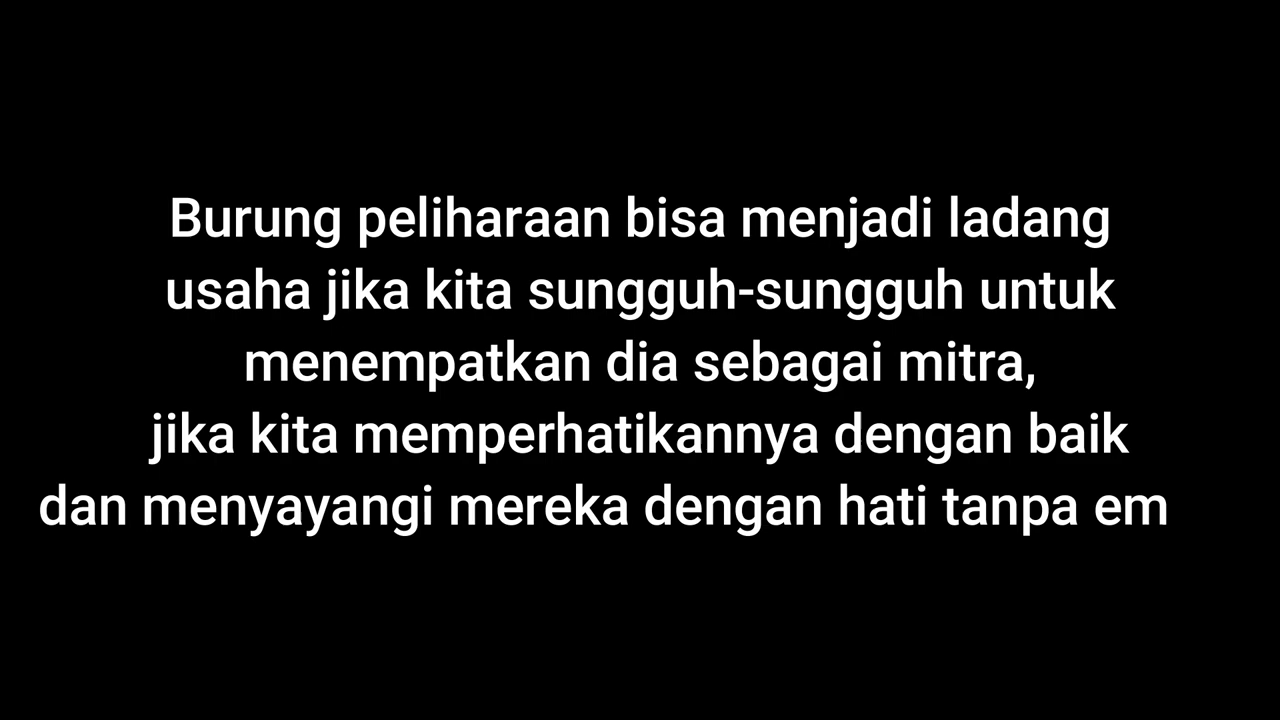 Burung peliharaan bisa menjadi ladang
usaha jika kita sungguh-sungguh untuk
menempatkan dia sebagai mitra,
jika kita memperhatikannya dengan baik
dan menyayangi mereka dengan hati tanpa em